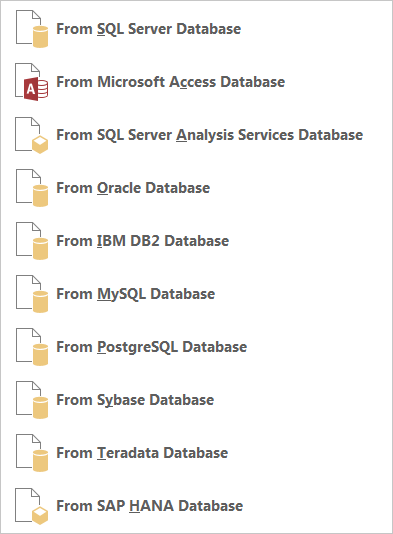 From SQL Server Database
A
From Microsoft Access Database
From SQL Server Analysis Services Database
From Oracle Database
From IBM DB2 Database
From MySQL Database
From PostgreSQL Database
From Sybase Database
From Teradata Database
From SAP HANA Database